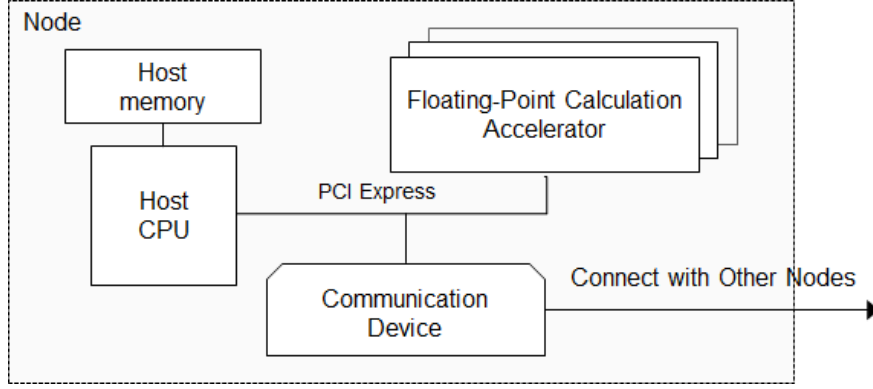 Node
Host
memory
Floating-Point Calculation
Accelerator
Host
CPU
PCI Express
Communication
Device
Connect with Other Nodes